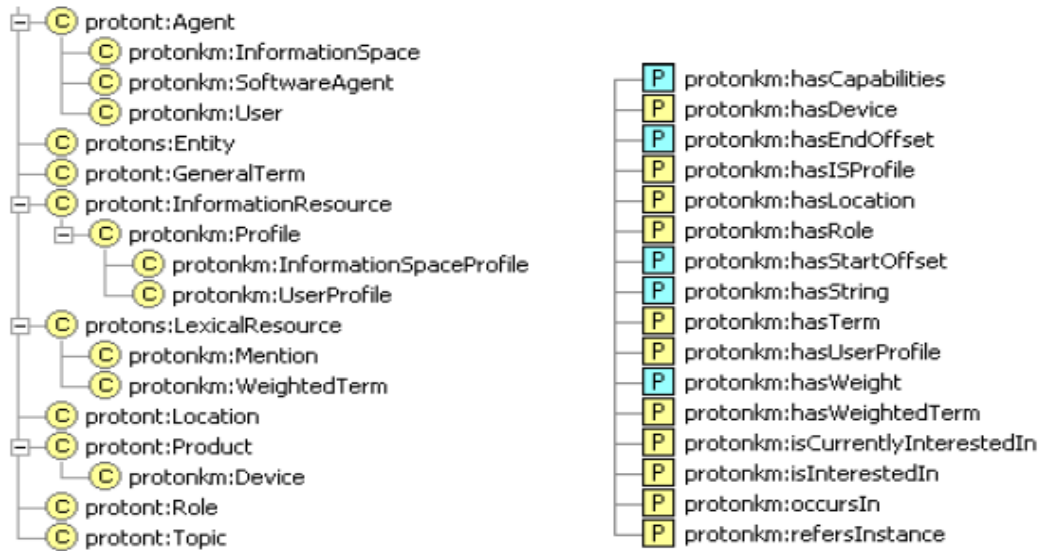 C protont:Agent
C protonkm:InformationSpace
C protonkm:SoftwareAgent
C protonkm:User
C protons:Entity
C protont:GeneralTerm
C protont:InformationResource
C protonkm:Profile
C protonkm:InformationSpaceProfile
C protonkm:UserProfile
C protons:LexicalResource
C protonkm:Mention
C protonkm:WeightedTerm
C protont:Location
C protont:Product
C protonkm:Device
C protont:Role
C protont:Topic
P protonkm:hasCapabilities
P protonkm:hasDevice
P protonkm:hasEndOffset
P protonkm:hasISProfile
P protonkm:hasLocation
P protonkm:hasRole
P protonkm:hasStartOffset
P protonkm:hasString
P protonkm:hasTerm
P protonkm:hasUserProfile
P protonkm:hasWeight
P protonkm:hasWeightedTerm
P protonkm:isCurrentlyInterestedIn
P protonkm:isInterestedIn
P protonkm:occursIn
P protonkm:refersInstance